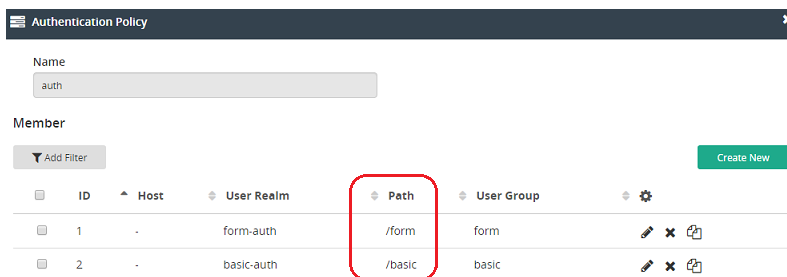 Authentication Policy
Name
auth
Member
Add Filter
Create New
ID Host User Realm Path User Group
1 - form-auth /form form
2 - basic-auth /basic basic